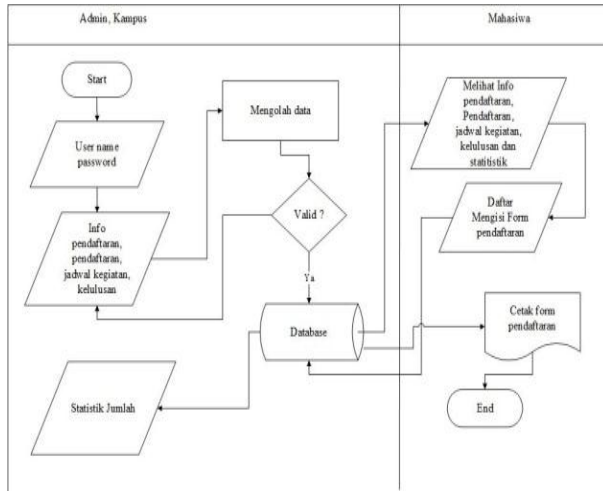 Admin, Kampus
Mahasiwa
Start
User name
password
Info
pendaftaran,
pendaftaran,
jadwal kegiatan,
kelulusan
Mengolah data
Valid ?
Ya
Database
Statistik Jumlah
Melihat Info
pendaftaran,
Pendaftaran,
jadwal kegiatan,
kelulusan dan
statitistik
Daftar
Mengisi Form
pendaftaran
Cetak form
pendaftaran
End